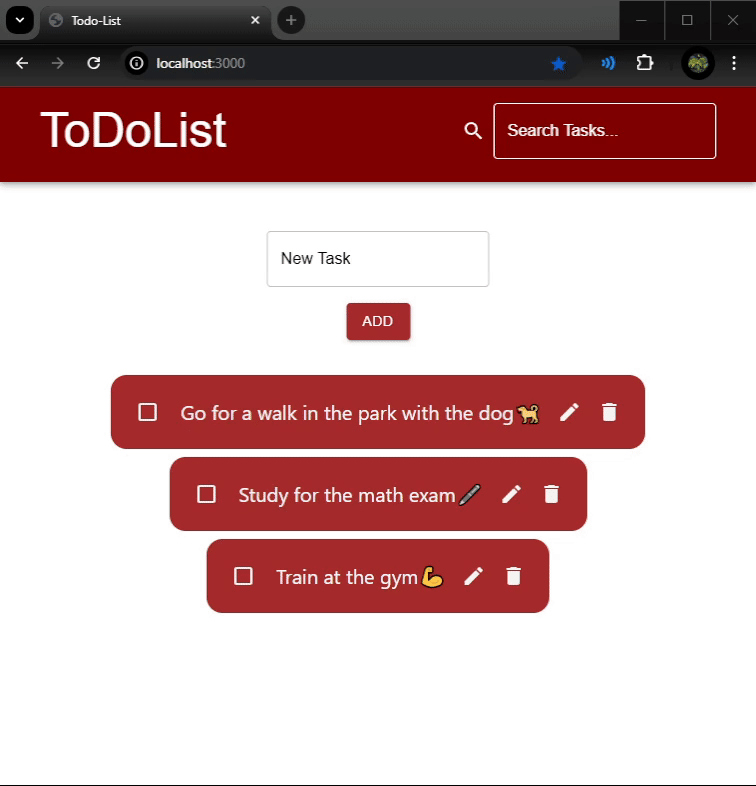 Todo-List
localhost:3000
ToDoList
Search Tasks...
New Task
ADD
Go for a walk in the park with the dog🐕
Study for the math exam🖊
Train at the gym💪